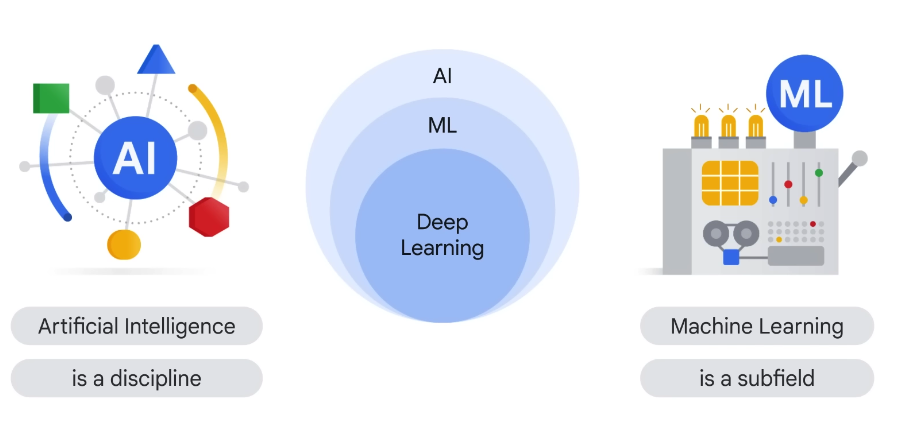 AI
Artificial Intelligence
is a discipline
AI
ML
Deep
Learning
ML
Machine Learning
is a subfield